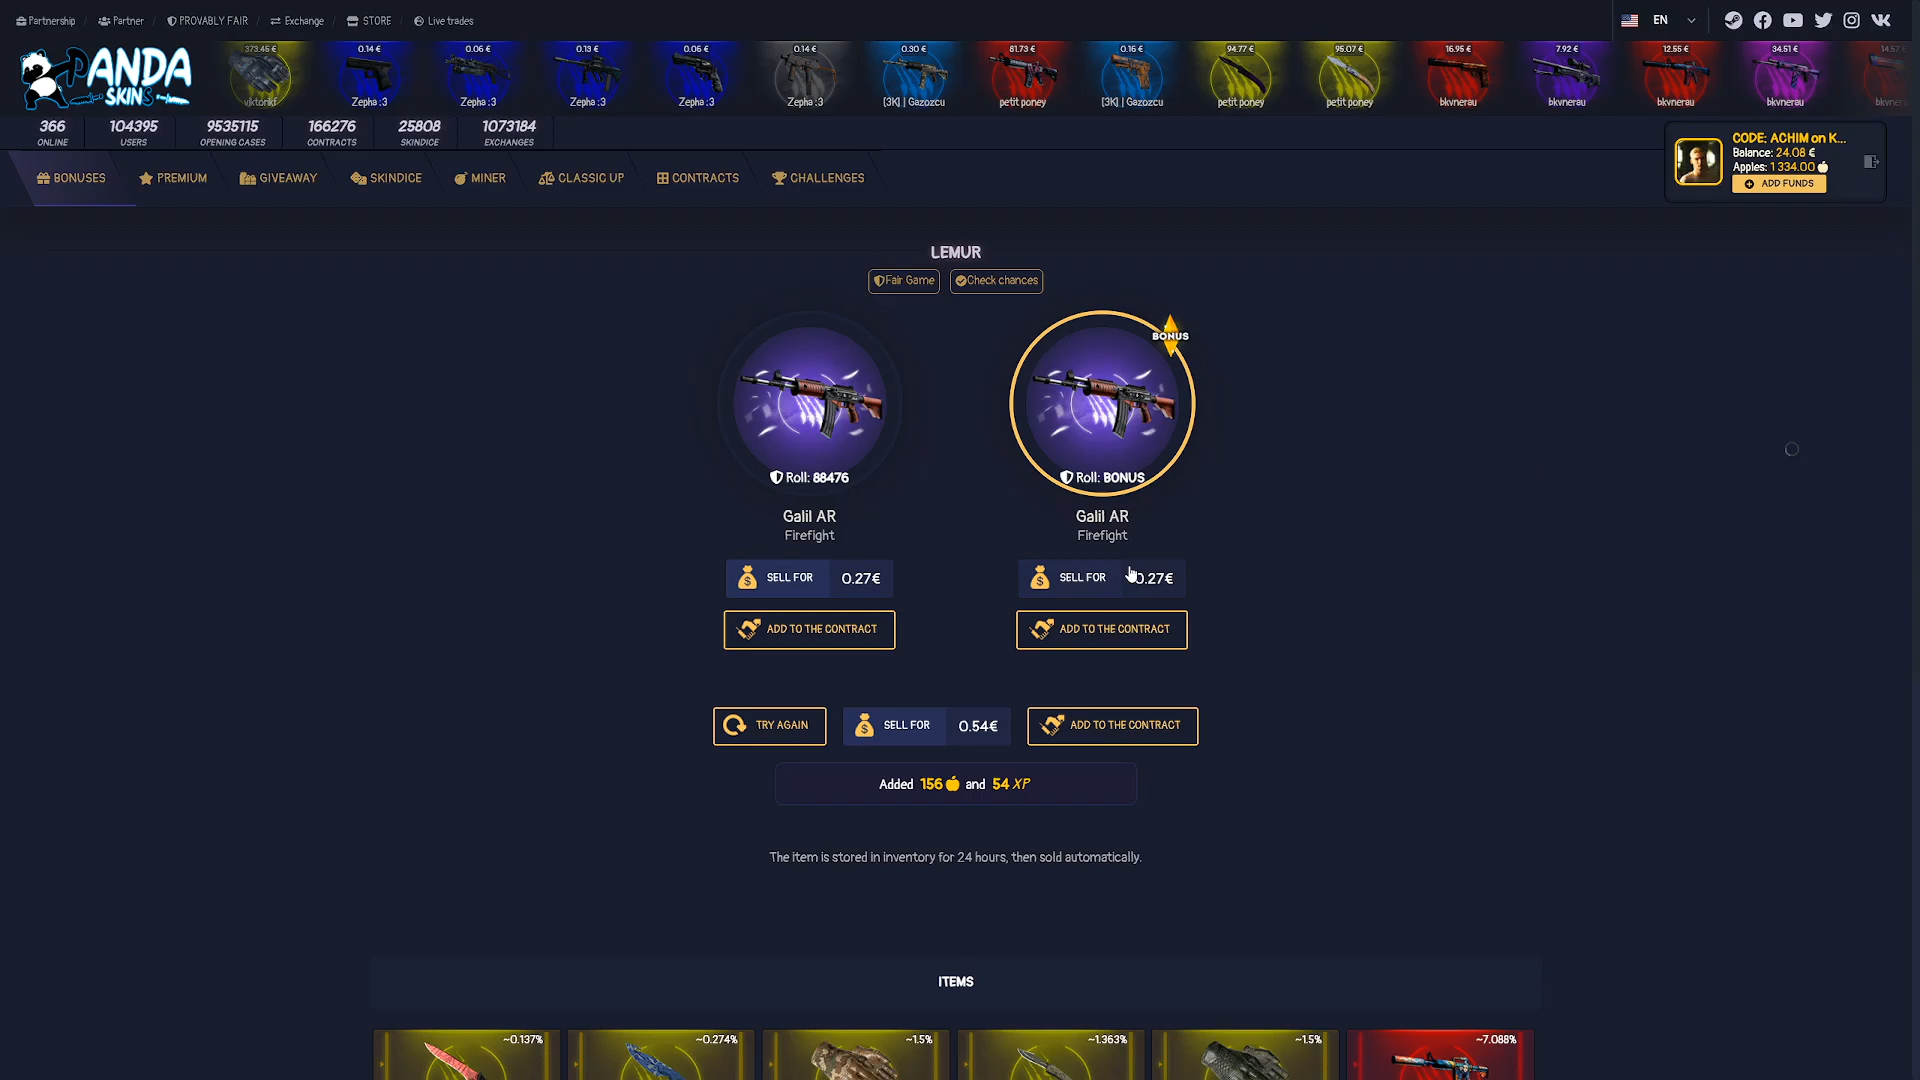 Partnership / Partner / PROVABLY FAIR / Exchange / STORE / Live trades
EN
PANDA
SKINS
373.45 € 0.14 € 0.06 € 0.13 € 0.06 € 0.14 € 0.30 € 81.73 € 0.16 € 94.77 € 95.07 € 16.95 € 7.92 € 12.55 € 34.51 € 14.57
viktorikf Zepha :3 Zepha :3 Zepha :3 Zepha :3 Zepha :3 [3K] | Gazozcu petit poney [3K] | Gazozcu petit poney petit poney bkvnerau bkvnerau bkvnerau bkvnerau bkvnerau
366 104395 9535115 166276 25808 1073184
ONLINE USERS OPENING CASES CONTRACTS SKINDICE EXCHANGES
CODE: ACHIM on K...
Balance: 24.08 €
Apples: 1 334.00
ADD FUNDS
BONUSES PREMIUM GIVEAWAY SKINDICE MINER CLASSIC UP CONTRACTS CHALLENGES
LEMUR
Fair Game Check chances
BONUS
Roll: 88476 Roll: BONUS
Galil AR Galil AR
Firefight Firefight
SELL FOR 0.27€ SELL FOR 0.27€
ADD TO THE CONTRACT ADD TO THE CONTRACT
TRY AGAIN SELL FOR 0.54€ ADD TO THE CONTRACT
Added 156 and 54 XP
The item is stored in inventory for 24 hours, then sold automatically.
ITEMS
~0.137% ~0.274% ~1.5% ~1.363% ~1.5% ~7.088%